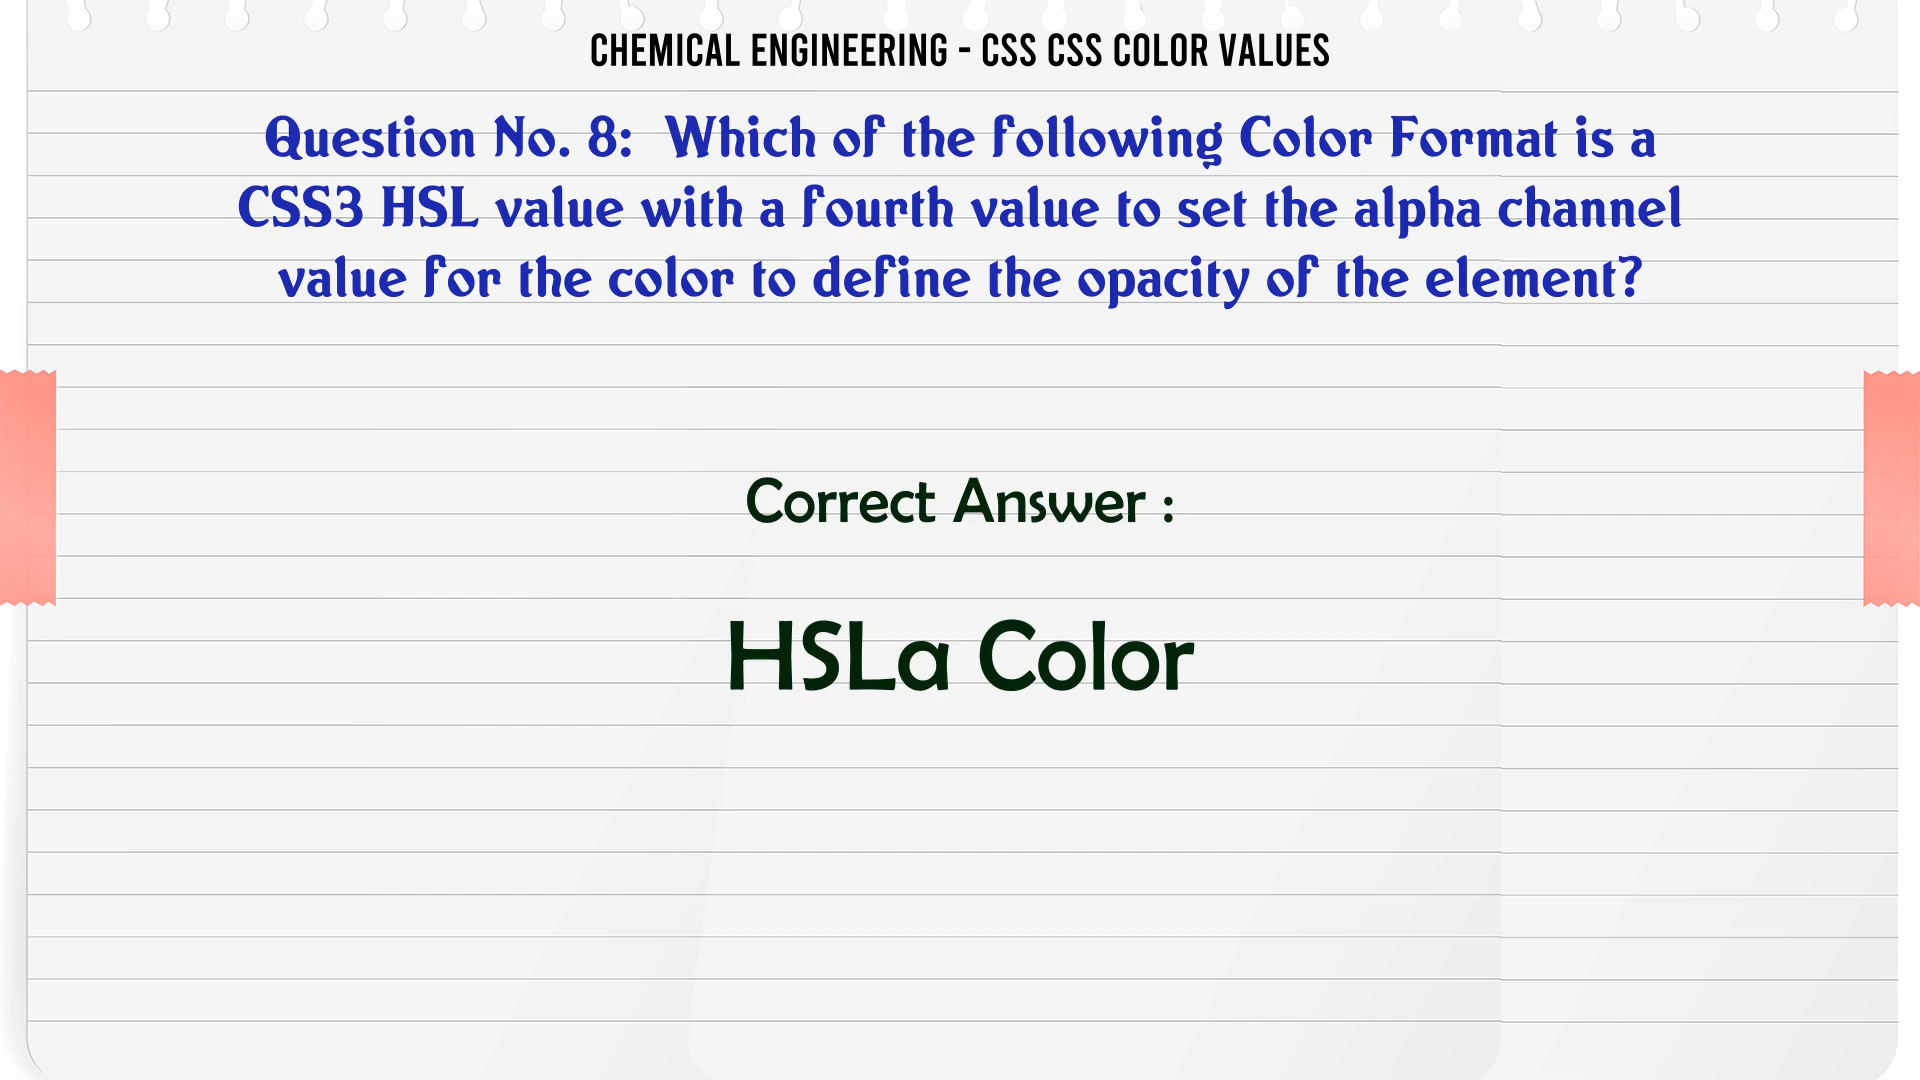 CHEMICAL ENGINEERING - CSS CSS COLOR VALUES
Question No. 8: Which of the following Color Format is a
CSS3 HSL value with a fourth value to set the alpha channel
value for the color to define the opacity of the element?
Correct Answer :
HSLa Color